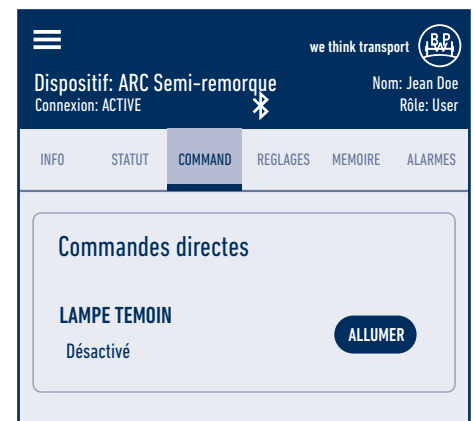 we think transport
BPW
Dispositif: ARC Semi-remorque
Nom: Jean Doe
Connexion: ACTIVE
Rôle: User
INFO STATUT COMMAND REGLAGES MEMOIRE ALARMES
Commandes directes
LAMPE TEMOIN
ALLUMER
Désactivé